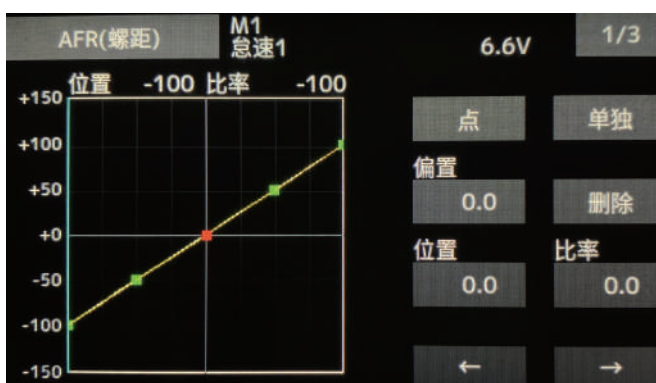 AFR(螺距)
M1
怠速1
6.6V
1/3
位置 -100 比率 -100
+150
+100
+50
+0
-50
-100
-150
点
单独
偏置
0.0
删除
位置 比率
0.0 0.0
← →